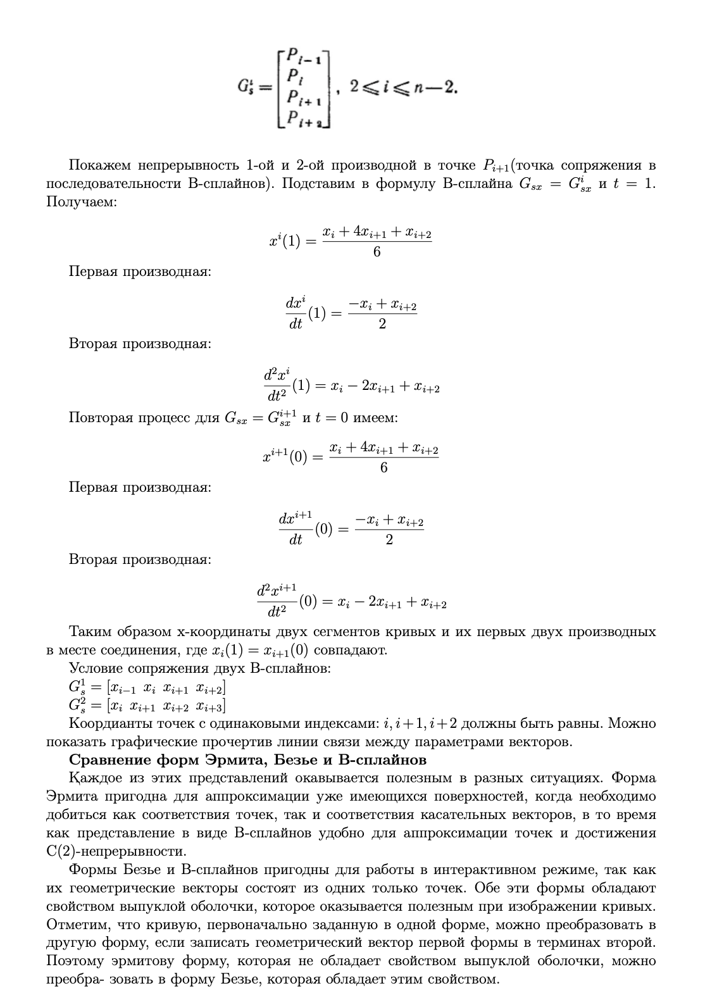 G_s^i = [P_{i-1} P_i P_{i+1} P_{i+2}], 2 ⩽ i ⩽ n—2.
Покажем непрерывность 1-ой и 2-ой производной в точке P_{i+1}(точка сопряжения в
последовательности В-сплайнов). Подставим в формулу В-сплайна G_{sx} = G_{sx}^i и t = 1.
Получаем:
x^i(1) = (x_i + 4x_{i+1} + x_{i+2})/6
Первая производная:
dx^i/dt (1) = (−x_i + x_{i+2})/2
Вторая производная:
d^2x^i/dt^2 (1) = x_i − 2x_{i+1} + x_{i+2}
Повторая процесс для G_{sx} = G_{sx}^{i+1} и t = 0 имеем:
x^{i+1}(0) = (x_i + 4x_{i+1} + x_{i+2})/6
Первая производная:
dx^{i+1}/dt (0) = (−x_i + x_{i+2})/2
Вторая производная:
d^2x^{i+1}/dt^2 (0) = x_i − 2x_{i+1} + x_{i+2}
Таким образом х-координаты двух сегментов кривых и их первых двух производных
в месте соединения, где x_i(1) = x_{i+1}(0) совпадают.
Условие сопряжения двух В-сплайнов:
G_s^1 = [x_{i−1} x_i x_{i+1} x_{i+2}]
G_s^2 = [x_i x_{i+1} x_{i+2} x_{i+3}]
Коордианты точек с одинаковыми индексами: i, i+1, i+2 должны быть равны. Можно
показать графические прочертив линии связи между параметрами векторов.
Сравнение форм Эрмита, Безье и В-сплайнов
Қаждое из этих представлений окавывается полезным в разных ситуациях. Форма
Эрмита пригодна для аппроксимации уже имеющихся поверхностей, когда необходимо
добиться как соответствия точек, так и соответствия касательных векторов, в то время
как представление в виде В-сплайнов удобно для аппроксимации точек и достижения
С(2)-непрерывности.
Формы Безье и В-сплайнов пригодны для работы в интерактивном режиме, так как
их геометрические векторы состоят из одних только точек. Обе эти формы обладают
свойством выпуклой оболочки, которое оказывается полезным при изображении кривых.
Отметим, что кривую, первоначально заданную в одной форме, можно преобразовать в
другую форму, если записать геометрический вектор первой формы в терминах второй.
Поэтому эрмитову форму, которая не обладает свойством выпуклой оболочки, можно
преобра- зовать в форму Безье, которая обладает этим свойством.